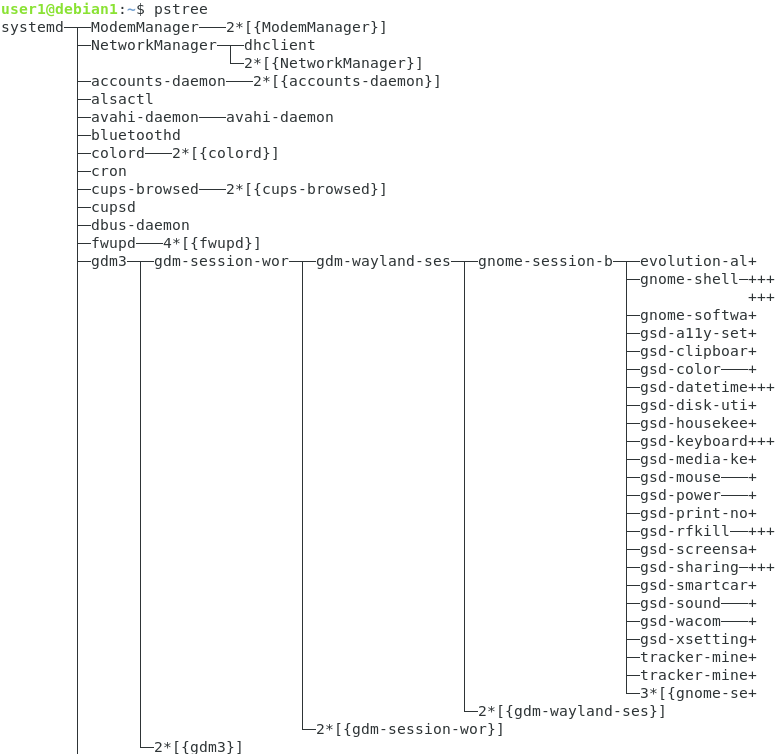 user1@debian1:~$ pstree
systemd─┬─ModemManager───2*[{ModemManager}]
        ├─NetworkManager─┬─dhclient
        │                └─2*[{NetworkManager}]
        ├─accounts-daemon───2*[{accounts-daemon}]
        ├─alsactl
        ├─avahi-daemon───avahi-daemon
        ├─bluetoothd
        ├─colord───2*[{colord}]
        ├─cron
        ├─cups-browsed───2*[{cups-browsed}]
        ├─cupsd
        ├─dbus-daemon
        ├─fwupd───4*[{fwupd}]
        ├─gdm3─┬─gdm-session-wor─┬─gdm-wayland-ses─┬─gnome-session-b─┬─evolution-al+
        │      │                 │                 │                 ├─gnome-shell─+++
        │      │                 │                 │                 │             +++
        │      │                 │                 │                 ├─gnome-softwa+
        │      │                 │                 │                 ├─gsd-a11y-set+
        │      │                 │                 │                 ├─gsd-clipboar+
        │      │                 │                 │                 ├─gsd-color───+
        │      │                 │                 │                 ├─gsd-datetime+++
        │      │                 │                 │                 ├─gsd-disk-uti+
        │      │                 │                 │                 ├─gsd-housekee+
        │      │                 │                 │                 ├─gsd-keyboard+++
        │      │                 │                 │                 ├─gsd-media-ke+
        │      │                 │                 │                 ├─gsd-mouse───+
        │      │                 │                 │                 ├─gsd-power───+
        │      │                 │                 │                 ├─gsd-print-no+
        │      │                 │                 │                 ├─gsd-rfkill──+++
        │      │                 │                 │                 ├─gsd-screensa+
        │      │                 │                 │                 ├─gsd-sharing─+++
        │      │                 │                 │                 ├─gsd-smartcar+
        │      │                 │                 │                 ├─gsd-sound───+
        │      │                 │                 │                 ├─gsd-wacom───+
        │      │                 │                 │                 ├─gsd-xsetting+
        │      │                 │                 │                 ├─tracker-mine+
        │      │                 │                 │                 ├─tracker-mine+
        │      │                 │                 │                 └─3*[{gnome-se+
        │      │                 │                 └─2*[{gdm-wayland-ses}]
        │      │                 └─2*[{gdm-session-wor}]
        │      └─2*[{gdm3}]